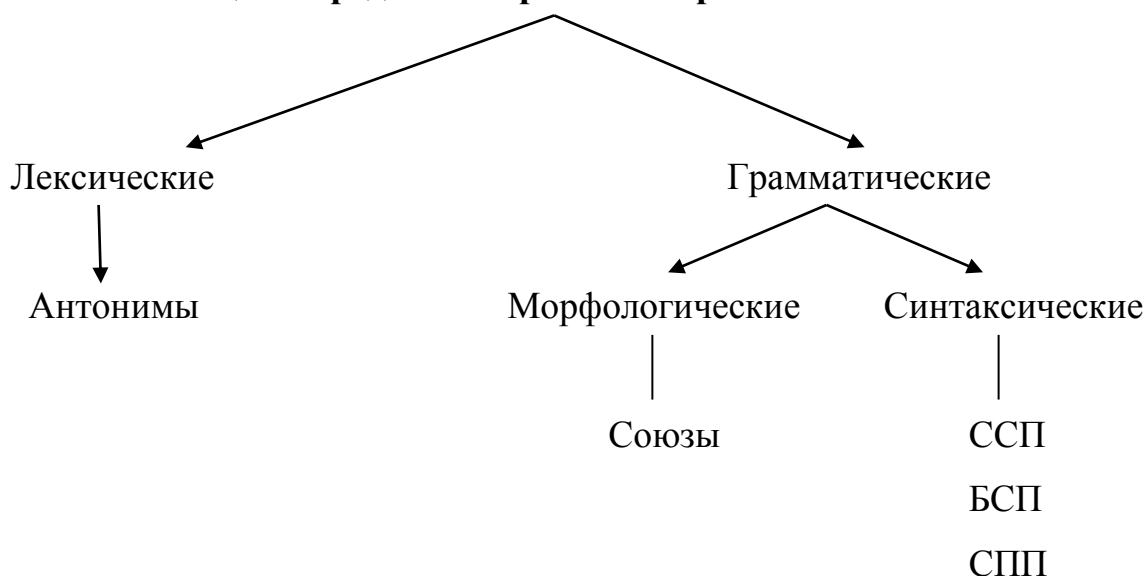 Лексические Грамматические
Антонимы Морфологические Синтаксические
Союзы ССП
БСП
СПП